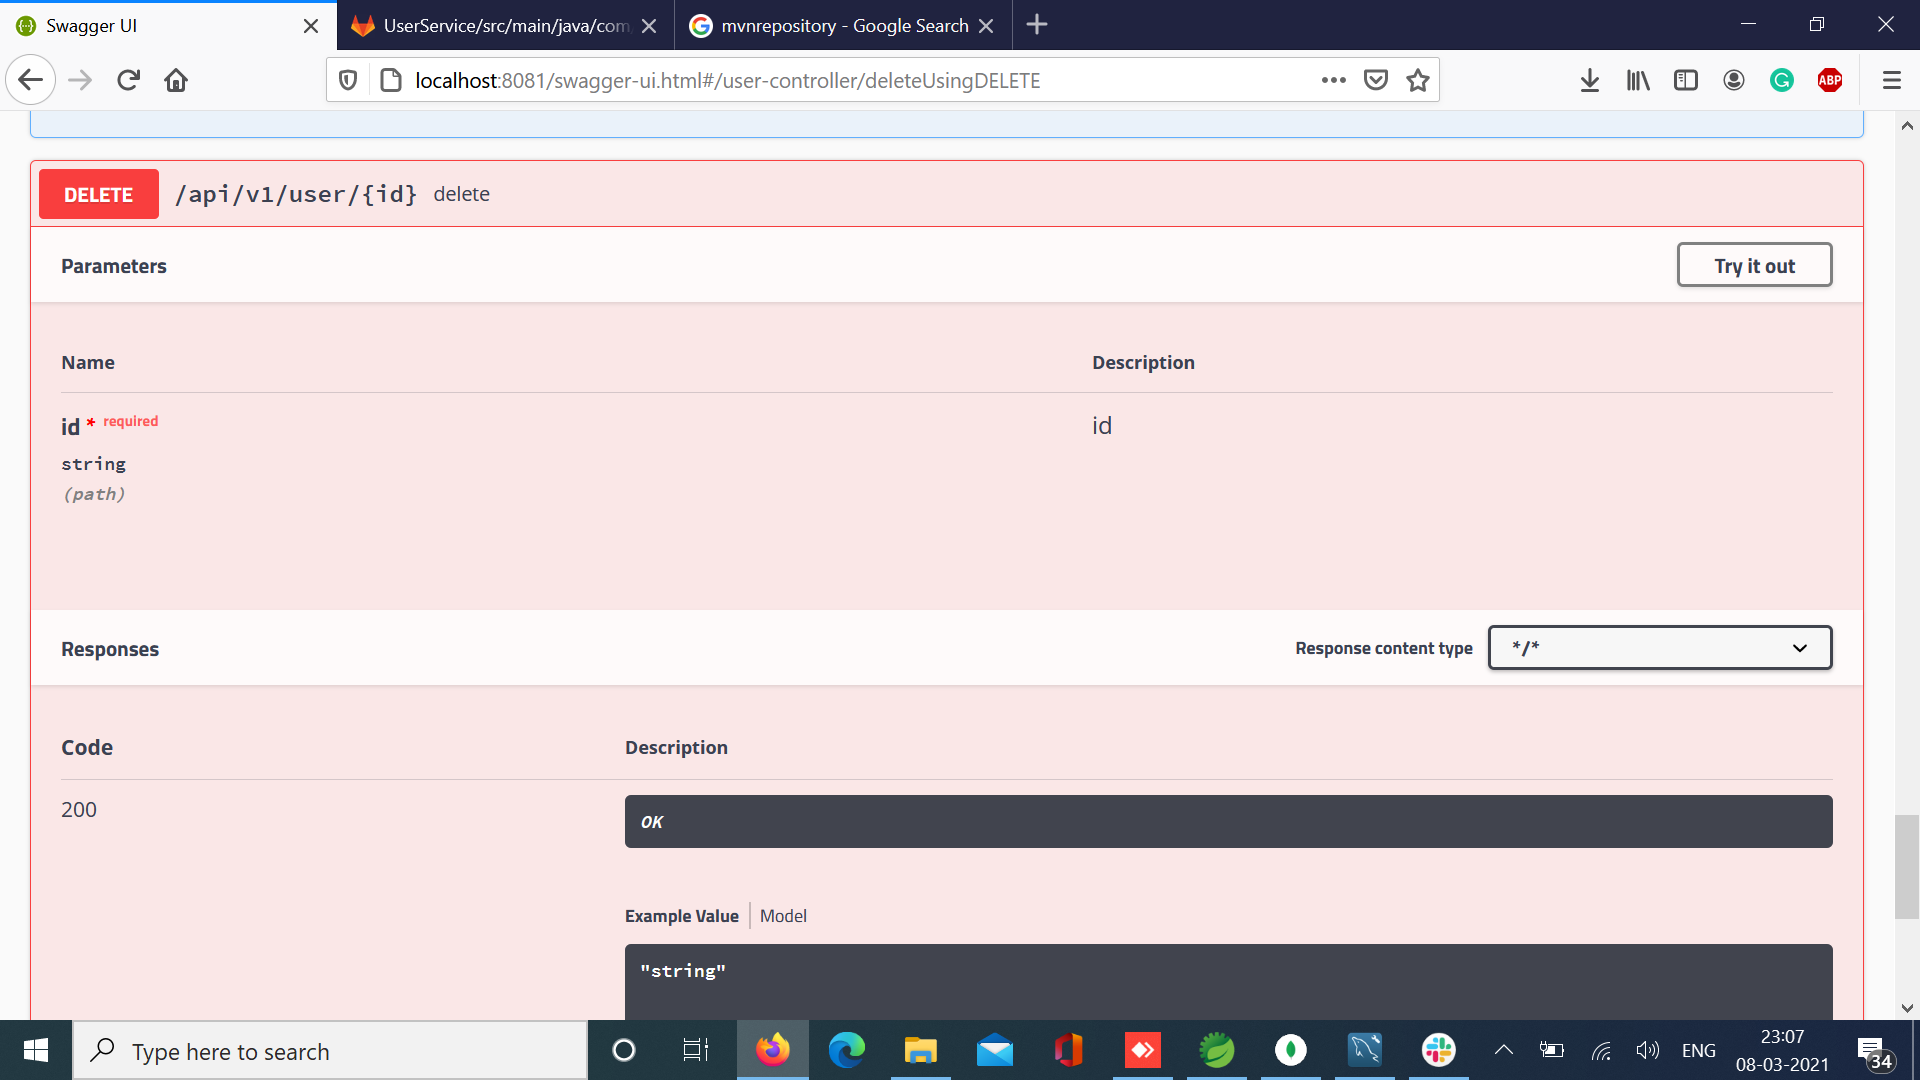 Swagger UI
UserService/src/main/java/com
mvnrepository - Google Search
localhost:8081/swagger-ui.html#/user-controller/deleteUsingDELETE
ABP
DELETE /api/v1/user/{id} delete
Parameters
Try it out
Name Description
id * required id
string
(path)
Responses
Response content type */*
Code Description
200 OK
Example Value Model
"string"
Type here to search
ENG
23:07
08-03-2021
34